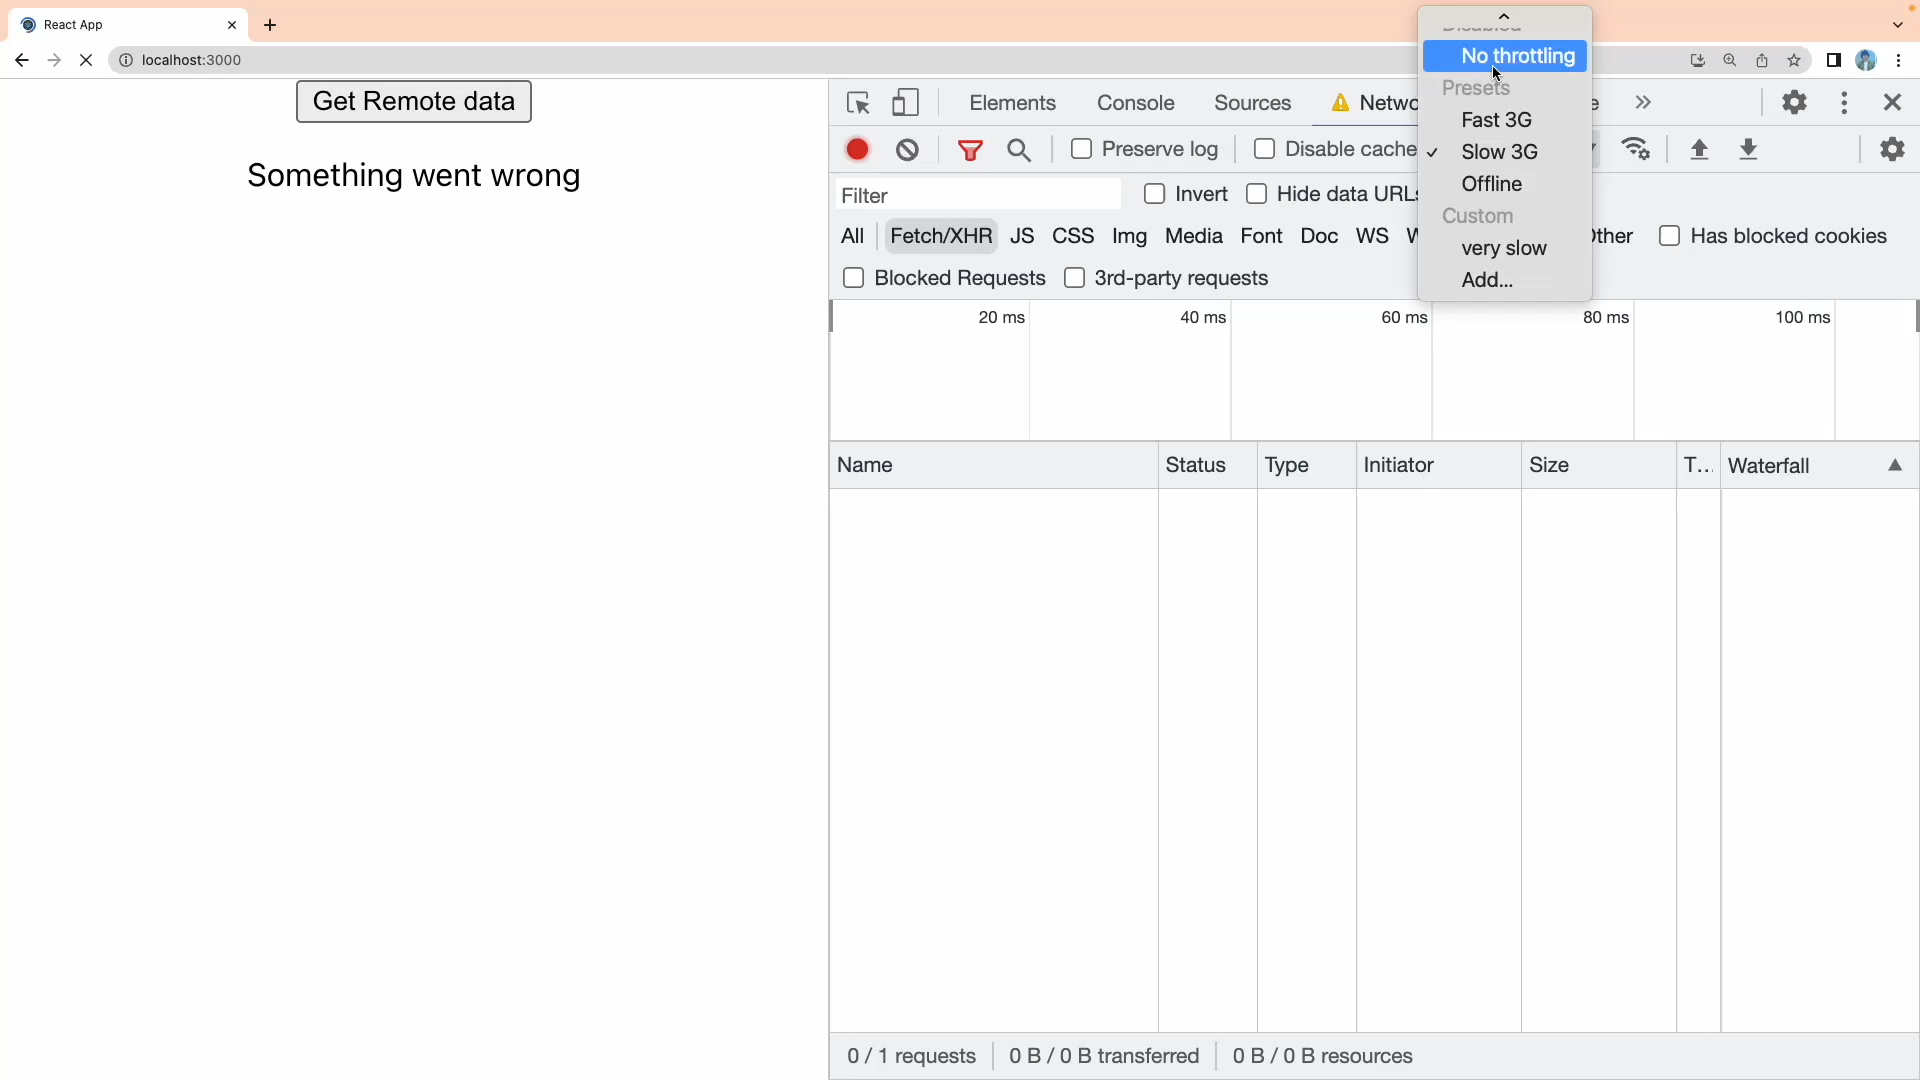 React App
localhost:3000
Get Remote data
Something went wrong
Disabled
No throttling
Presets
Fast 3G
Slow 3G
Offline
Custom
very slow
Add...
Elements
Console
Sources
Netwo
e
Preserve log
Disable cache
Filter
Invert
Hide data URLs
All
Fetch/XHR
JS
CSS
Img
Media
Font
Doc
WS
W
Other
Has blocked cookies
Blocked Requests
3rd-party requests
20 ms
40 ms
60 ms
80 ms
100 ms
Name
Status
Type
Initiator
Size
T...
Waterfall
0 / 1 requests
0 B / 0 B transferred
0 B / 0 B resources